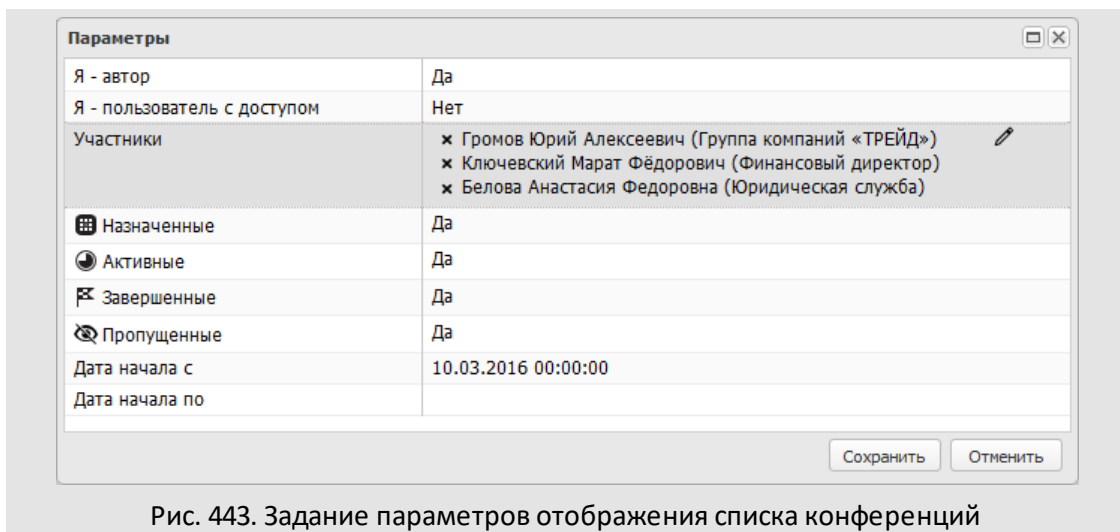 Параметры
Я - автор Да
Я - пользователь с доступом Нет
Участники × Громов Юрий Алексеевич (Группа компаний «ТРЕЙД»)
× Ключевский Марат Фёдорович (Финансовый директор)
× Белова Анастасия Федоровна (Юридическая служба)
Назначенные Да
Активные Да
Завершенные Да
Пропущенные Да
Дата начала с 10.03.2016 00:00:00
Дата начала по
Сохранить Отменить
Рис. 443. Задание параметров отображения списка конференций